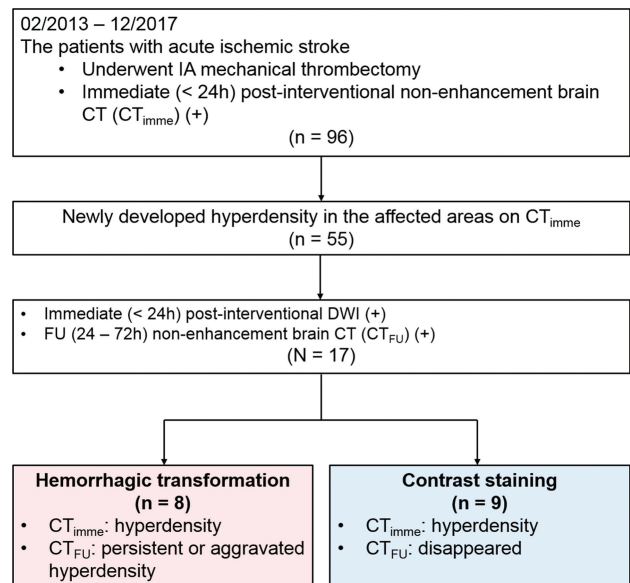 02/2013 – 12/2017
The patients with acute ischemic stroke
• Underwent IA mechanical thrombectomy
• Immediate (< 24h) post-interventional non-enhancement brain
CT (CTimme) (+)
(n = 96)
Newly developed hyperdensity in the affected areas on CTimme
(n = 55)
• Immediate (< 24h) post-interventional DWI (+)
• FU (24 – 72h) non-enhancement brain CT (CTFU) (+)
(N = 17)
Hemorrhagic transformation
(n = 8)
• CTimme: hyperdensity
• CTFU: persistent or aggravated
hyperdensity
Contrast staining
(n = 9)
• CTimme: hyperdensity
• CTFU: disappeared